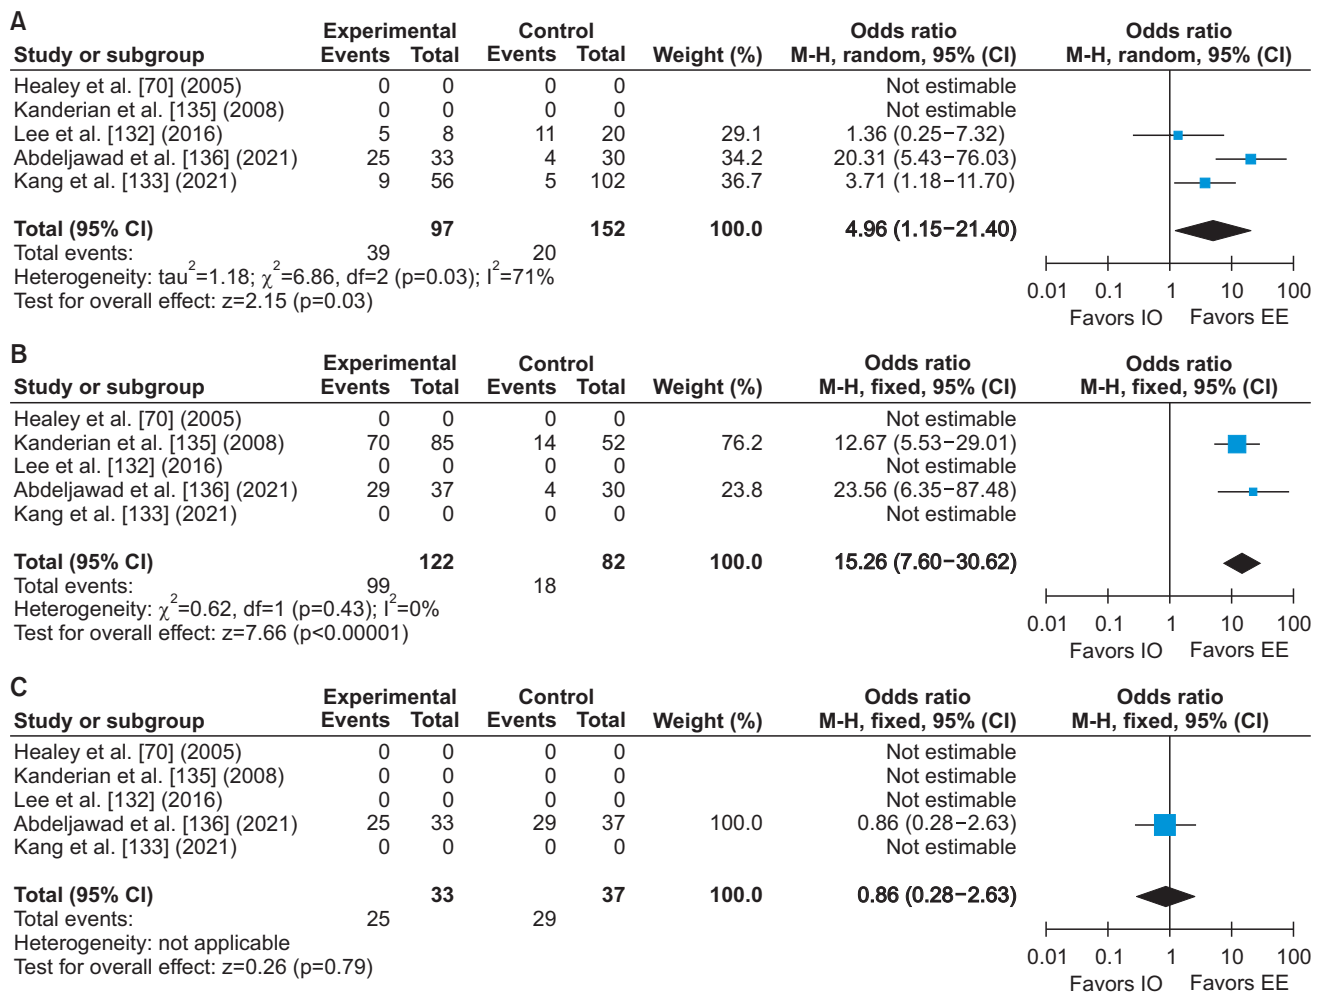 A
Experimental Control Odds ratio Odds ratio
Study or subgroup Events Total Events Total Weight (%) M-H, random, 95% (CI) M-H, random, 95% (CI)
Healey et al. [70] (2005) 0 0 0 0 Not estimable
Kanderian et al. [135] (2008) 0 0 0 0 Not estimable
Lee et al. [132] (2016) 5 8 11 20 29.1 1.36 (0.25−7.32)
Abdeljawad et al. [136] (2021) 25 33 4 30 34.2 20.31 (5.43−76.03)
Kang et al. [133] (2021) 9 56 5 102 36.7 3.71 (1.18−11.70)
Total (95% CI) 97 152 100.0 4.96 (1.15−21.40)
Total events: 39 20
Heterogeneity: tau²=1.18; χ²=6.86, df=2 (p=0.03); I²=71%
Test for overall effect: z=2.15 (p=0.03)
0.01 0.1 1 10 100
Favors IO Favors EE
B
Experimental Control Odds ratio Odds ratio
Study or subgroup Events Total Events Total Weight (%) M-H, fixed, 95% (CI) M-H, fixed, 95% (CI)
Healey et al. [70] (2005) 0 0 0 0 Not estimable
Kanderian et al. [135] (2008) 70 85 14 52 76.2 12.67 (5.53−29.01)
Lee et al. [132] (2016) 0 0 0 0 Not estimable
Abdeljawad et al. [136] (2021) 29 37 4 30 23.8 23.56 (6.35−87.48)
Kang et al. [133] (2021) 0 0 0 0 Not estimable
Total (95% CI) 122 82 100.0 15.26 (7.60−30.62)
Total events: 99 18
Heterogeneity: χ²=0.62, df=1 (p=0.43); I²=0%
Test for overall effect: z=7.66 (p<0.00001)
0.01 0.1 1 10 100
Favors IO Favors EE
C
Experimental Control Odds ratio Odds ratio
Study or subgroup Events Total Events Total Weight (%) M-H, fixed, 95% (CI) M-H, fixed, 95% (CI)
Healey et al. [70] (2005) 0 0 0 0 Not estimable
Kanderian et al. [135] (2008) 0 0 0 0 Not estimable
Lee et al. [132] (2016) 0 0 0 0 Not estimable
Abdeljawad et al. [136] (2021) 25 33 29 37 100.0 0.86 (0.28−2.63)
Kang et al. [133] (2021) 0 0 0 0 Not estimable
Total (95% CI) 33 37 100.0 0.86 (0.28−2.63)
Total events: 25 29
Heterogeneity: not applicable
Test for overall effect: z=0.26 (p=0.79)
0.01 0.1 1 10 100
Favors IO Favors EE